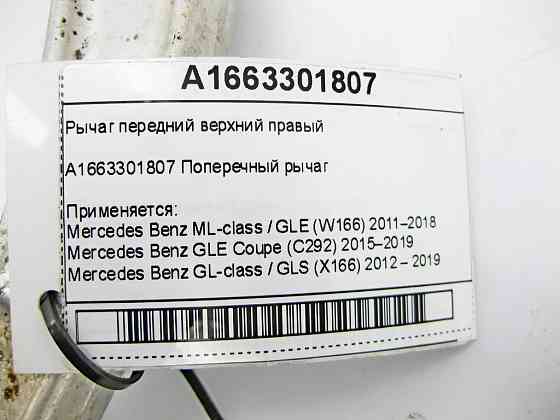 A1663301807
Рычаг передний верхний правый
A1663301807 Поперечный рычаг
Применяется:
Mercedes Benz ML-class / GLE (W166) 2011–2018
Mercedes Benz GLE Coupe (C292) 2015–2019
Mercedes Benz GL-class / GLS (X166) 2012 – 2019